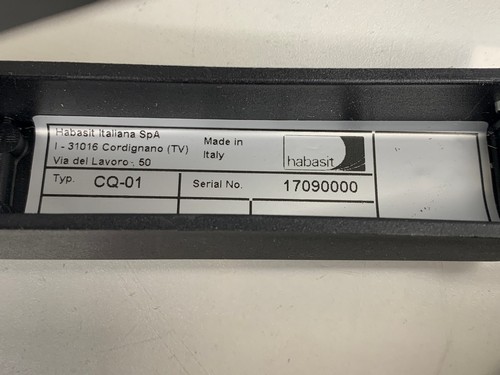 Habasit Italiana SpA
I - 31016 Cordignano (TV)
Via del Lavoro, 50
Made in
Italy
habasit
Typ. CQ-01
Serial No. 17090000